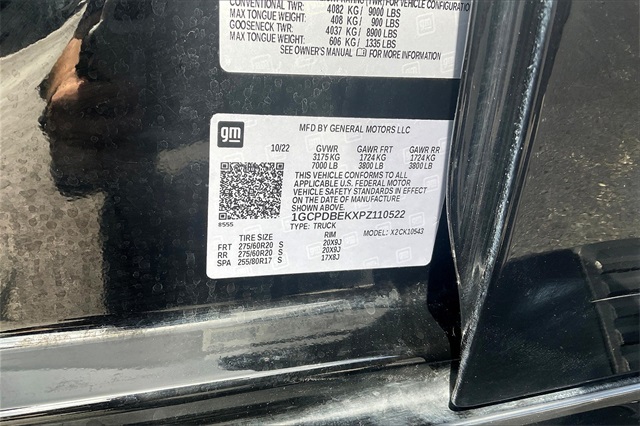 CONVENTIONAL TWR: 4082 KG / 9000 LBS
MAX TONGUE WEIGHT: 408 KG / 900 LBS
GOOSENECK TWR: 4037 KG / 8900 LBS
MAX TONGUE WEIGHT: 606 KG / 1335 LBS
SEE OWNER'S MANUAL FOR MORE INFORMATION
gm
MFD BY GENERAL MOTORS LLC
10/22 GVWR GAWR FRT GAWR RR
3175 KG 1724 KG 1724 KG
7000 LB 3800 LB 3800 LB
THIS VEHICLE CONFORMS TO ALL
APPLICABLE U.S. FEDERAL MOTOR
VEHICLE SAFETY STANDARDS IN EFFECT
ON THE DATE OF MANUFACTURE
SHOWN ABOVE.
1GCPDBEKXPZ110522
TYPE: TRUCK MODEL: X2CK10543
TIRE SIZE RIM
FRT 275/60R20 S 20X9J
RR 275/60R20 S 20X9J
SPA 255/80R17 S 17X8J